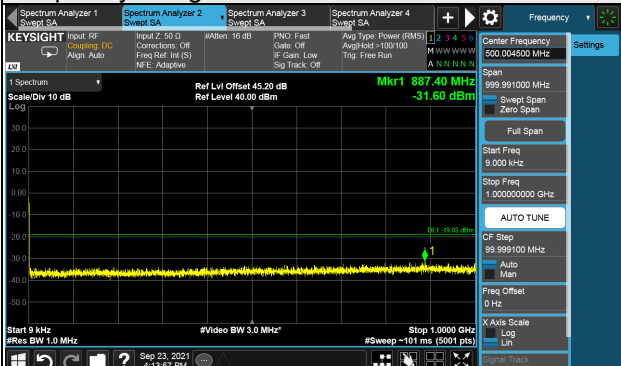 Spectrum Analyzer 1
Swept SA
Spectrum Analyzer 2
Swept SA
Spectrum Analyzer 3
Swept SA
Spectrum Analyzer 4
Swept SA
Frequency
KEYSIGHT
Input: RF
Coupling: DC
Align: Auto
Input Z: 50 Ω
Corrections: Off
Freq Ref: Int (S)
NFE: Adaptive
#Atten: 16 dB
PNO: Fast
Gate: Off
IF Gain: Low
Sig Track: Off
Avg Type: Power (RMS)
Avg|Hold:>100/100
Trig: Free Run
1 2 3 4 5 6
M W W W W W
A N N N N N
LXI
1 Spectrum
Scale/Div 10 dB
Log
Ref Lvl Offset 45.20 dB
Ref Level 40.00 dBm
Mkr1 887.40 MHz
-31.60 dBm
30.0
20.0
10.0
0.00
-10.0
-20.0
-30.0
-40.0
-50.0
DL1 -19.02 dBm
1
Start 9 kHz
#Res BW 1.0 MHz
#Video BW 3.0 MHz*
Stop 1.0000 GHz
#Sweep ~101 ms (5001 pts)
Center Frequency
500.004500 MHz
Settings
Span
999.991000 MHz
Swept Span
Zero Span
Full Span
Start Freq
9.000 kHz
Stop Freq
1.000000000 GHz
AUTO TUNE
CF Step
99.999100 MHz
Auto
Man
Freq Offset
0 Hz
X Axis Scale
Log
Lin
Signal Track
?
Sep 23, 2021
4:13:57 PM